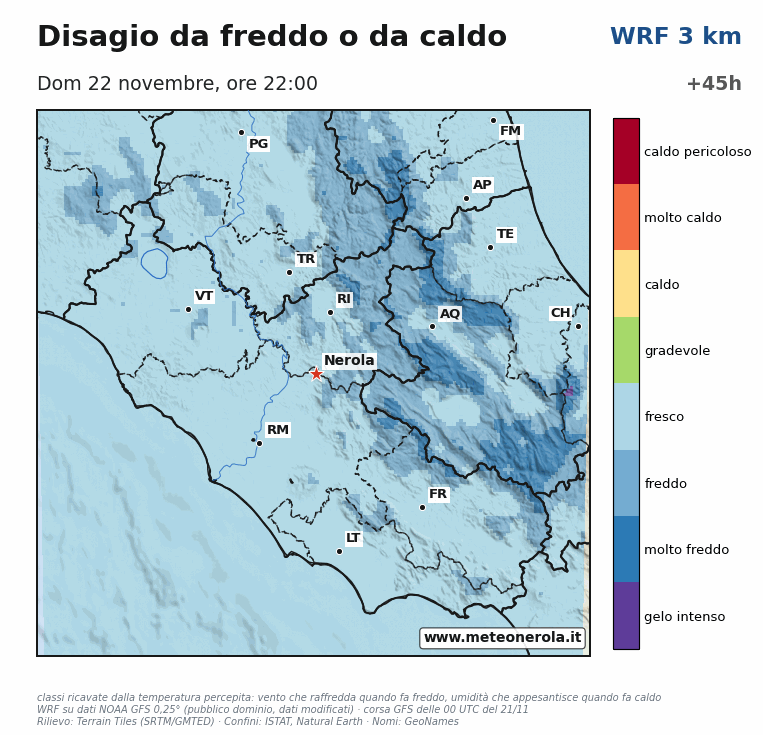 Disagio da freddo o da caldo
WRF 3 km
Dom 22 novembre, ore 22:00
+45h
FM
PG
AP
TE
TR
VT
RI
AQ
CH
Nerola
RM
FR
LT
www.meteonerola.it
caldo pericoloso
molto caldo
caldo
gradevole
fresco
freddo
molto freddo
gelo intenso
classi ricavate dalla temperatura percepita: vento che raffredda quando fa freddo, umidità che appesantisce quando fa caldo
WRF su dati NOAA GFS 0,25° (pubblico dominio, dati modificati) · corsa GFS delle 00 UTC del 21/11
Rilievo: Terrain Tiles (SRTM/GMTED) · Confini: ISTAT, Natural Earth · Nomi: GeoNames